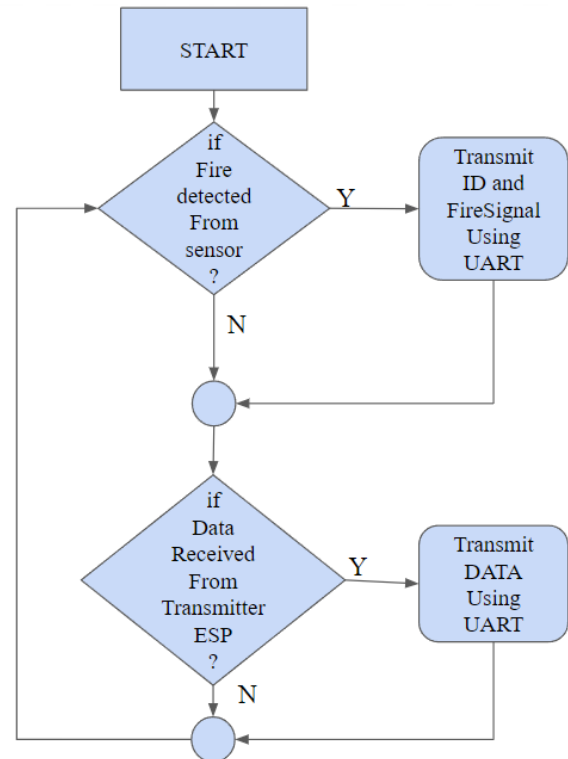 START
if
Fire
detected
From
sensor
?
Y
Transmit
ID and
FireSignal
Using
UART
N
if
Data
Received
From
Transmitter
ESP
?
Y
Transmit
DATA
Using
UART
N